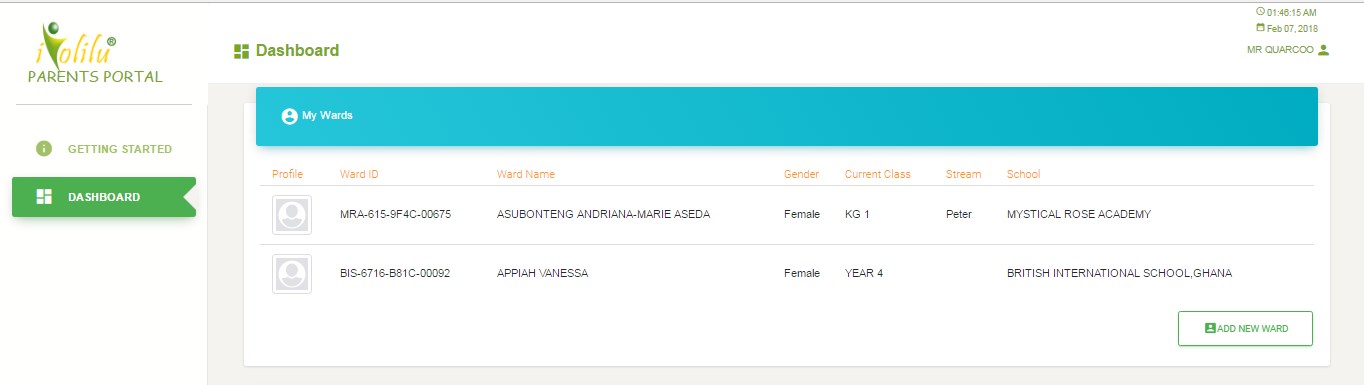 iYolilu®
PARENTS PORTAL
GETTING STARTED
DASHBOARD
Dashboard
01:46:15 AM
Feb 07, 2018
MR QUARCOO
My Wards
Profile Ward ID Ward Name Gender Current Class Stream School
MRA-615-9F4C-00675 ASUBONTENG ANDRIANA-MARIE ASEDA Female KG 1 Peter MYSTICAL ROSE ACADEMY
BIS-6716-B81C-00092 APPIAH VANESSA Female YEAR 4 BRITISH INTERNATIONAL SCHOOL,GHANA
ADD NEW WARD